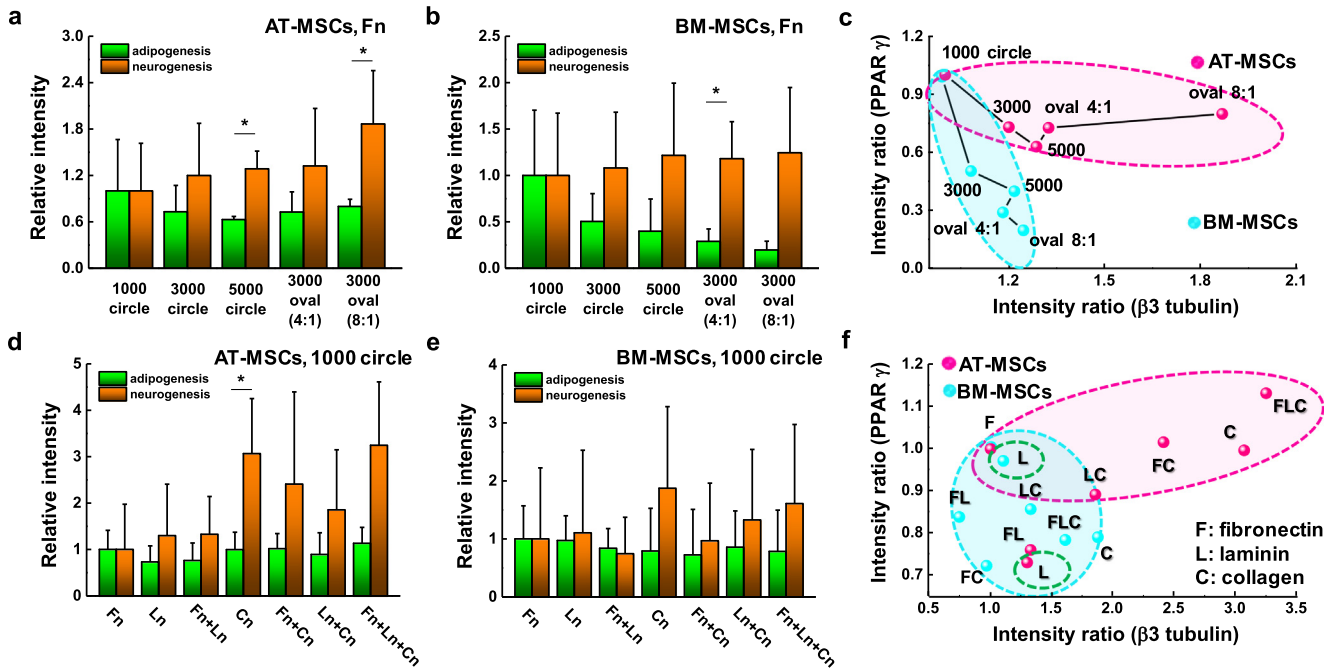 a
AT-MSCs, Fn
adipogenesis
neurogenesis
Relative intensity
3.0
2.4
1.8
1.2
0.6
0.0
*
*
1000 circle
3000 circle
5000 circle
3000 oval (4:1)
3000 oval (8:1)
b
BM-MSCs, Fn
adipogenesis
neurogenesis
Relative intensity
2.5
2.0
1.5
1.0
0.5
0.0
*
1000 circle
3000 circle
5000 circle
3000 oval (4:1)
3000 oval (8:1)
c
Intensity ratio (PPAR γ)
1.2
0.9
0.6
0.3
0.0
1000 circle
AT-MSCs
oval 8:1
3000
oval 4:1
5000
3000
5000
oval 4:1
oval 8:1
BM-MSCs
1.2
1.5
1.8
2.1
Intensity ratio (β3 tubulin)
d
AT-MSCs, 1000 circle
adipogenesis
neurogenesis
Relative intensity
5
4
3
2
1
0
*
Fn
Ln
Fn+Ln
Cn
Fn+Cn
Ln+Cn
Fn+Ln+Cn
e
BM-MSCs, 1000 circle
adipogenesis
neurogenesis
Relative intensity
4
3
2
1
0
Fn
Ln
Fn+Ln
Cn
Fn+Cn
Ln+Cn
Fn+Ln+Cn
f
AT-MSCs
BM-MSCs
Intensity ratio (PPAR γ)
1.2
1.1
1.0
0.9
0.8
0.7
F
L
FLC
C
FC
LC
LC
FL
FLC
FL
C
L
FC
F: fibronectin
L: laminin
C: collagen
0.5
1.0
1.5
2.0
2.5
3.0
3.5
Intensity ratio (β3 tubulin)